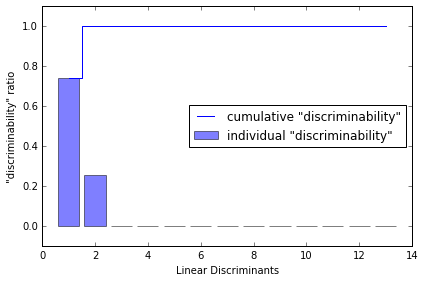 1.0
0.8
0.6
0.4
0.2
0.0
"discriminability" ratio
cumulative "discriminability"
individual "discriminability"
0 2 4 6 8 10 12 14
Linear Discriminants